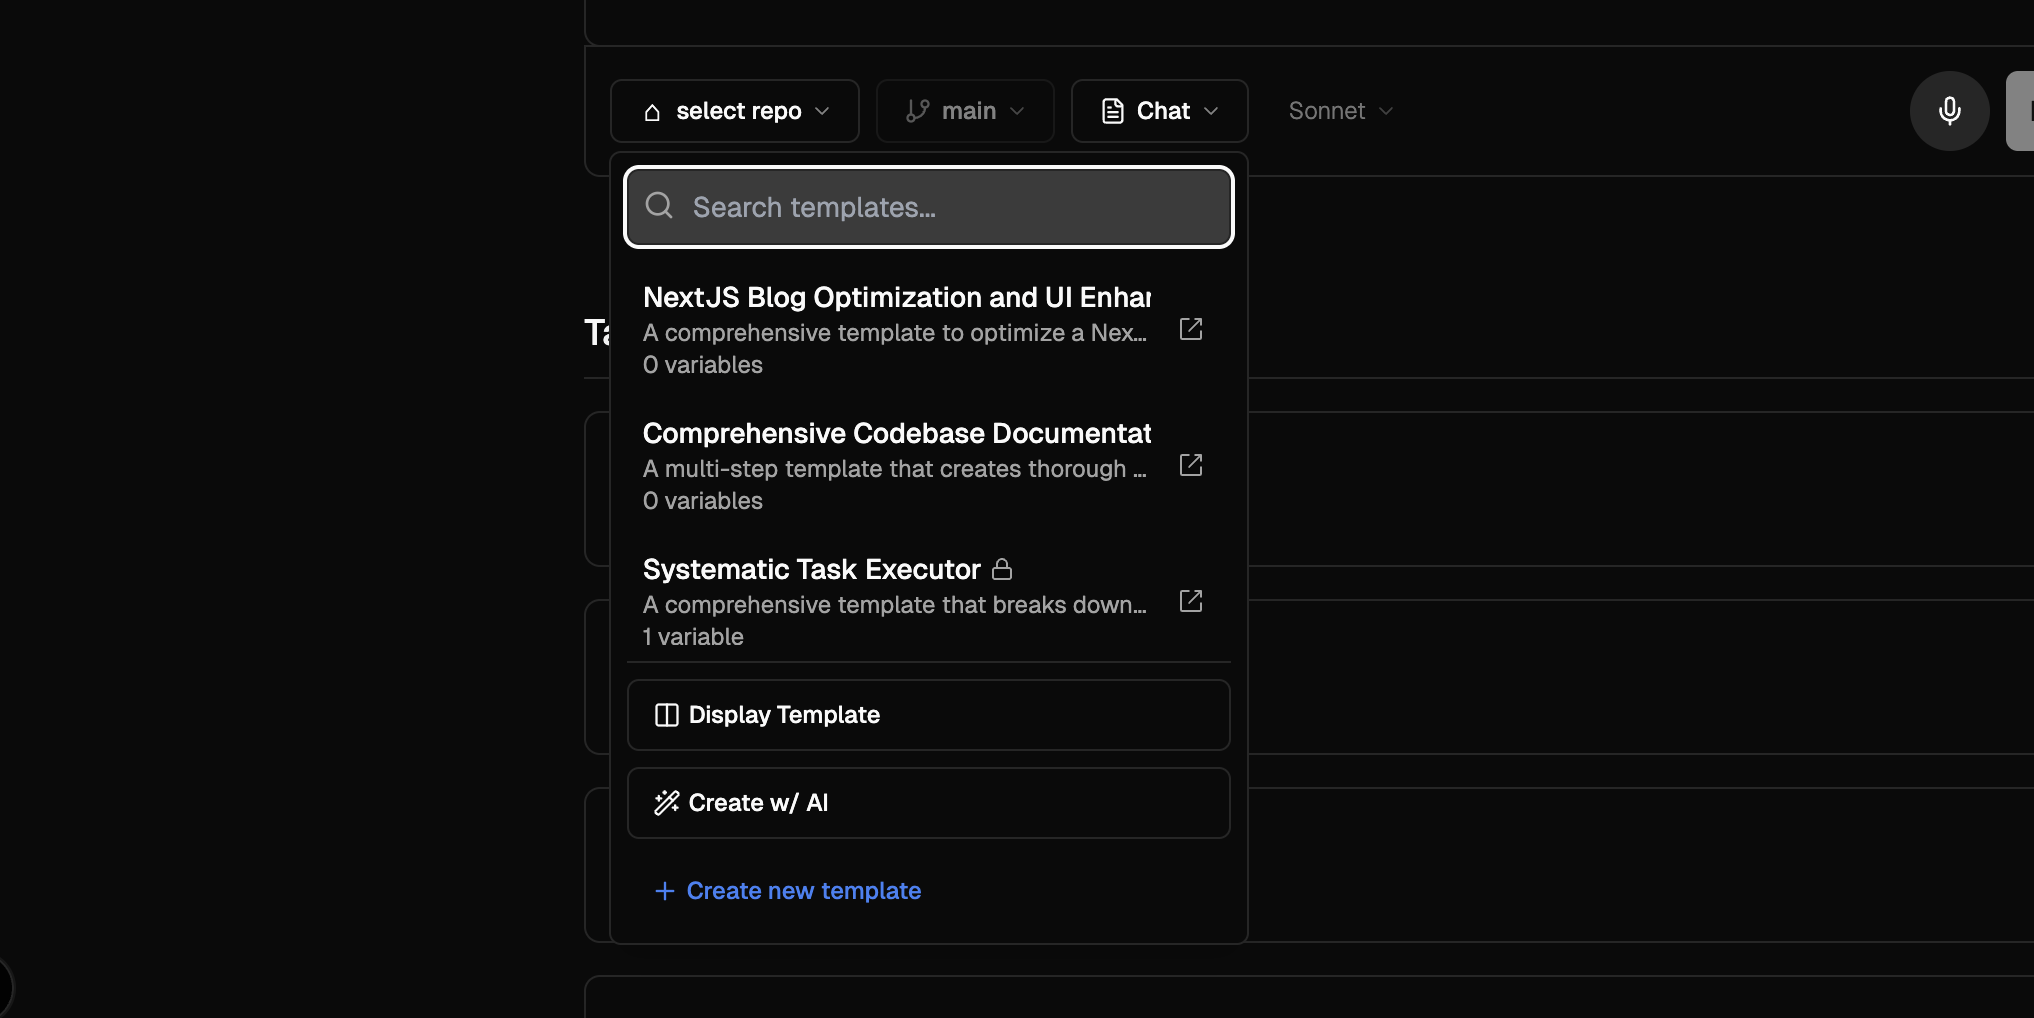 select repo
main
Chat
Sonnet
Search templates...
Ta
NextJS Blog Optimization and UI Enhar
A comprehensive template to optimize a Nex...
0 variables
Comprehensive Codebase Documentat
A multi-step template that creates thorough ...
0 variables
Systematic Task Executor
A comprehensive template that breaks down...
1 variable
Display Template
Create w/ AI
Create new template